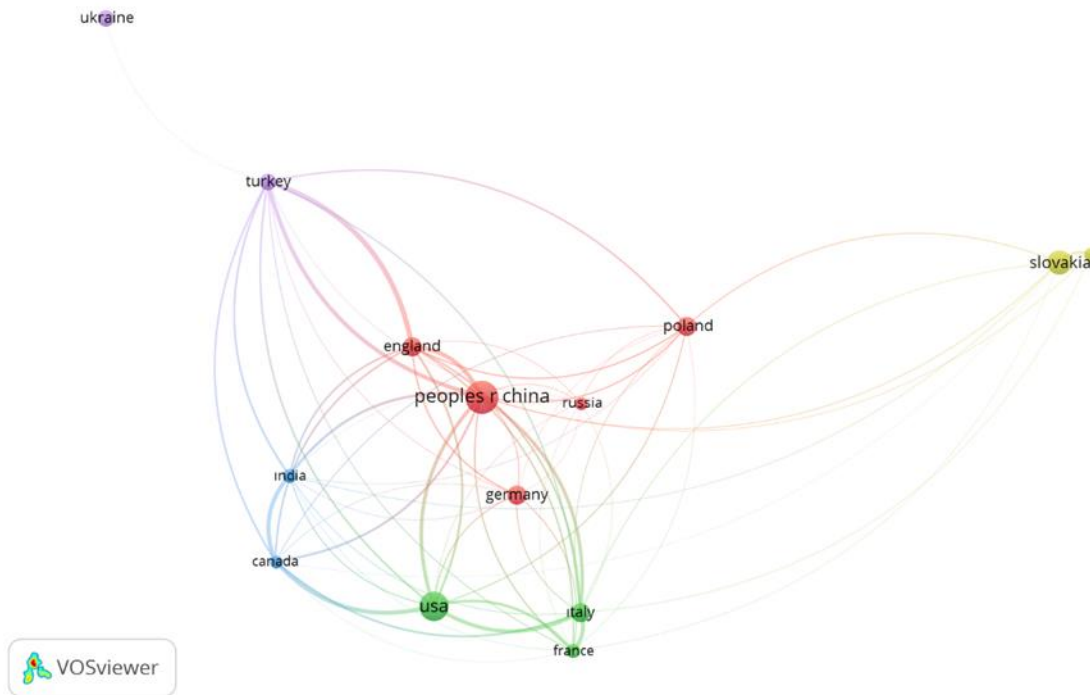 ukraine
turkey
slovakia
poland
england
peoples r china
russia
india
germany
canada
usa
italy
france
VOSviewer